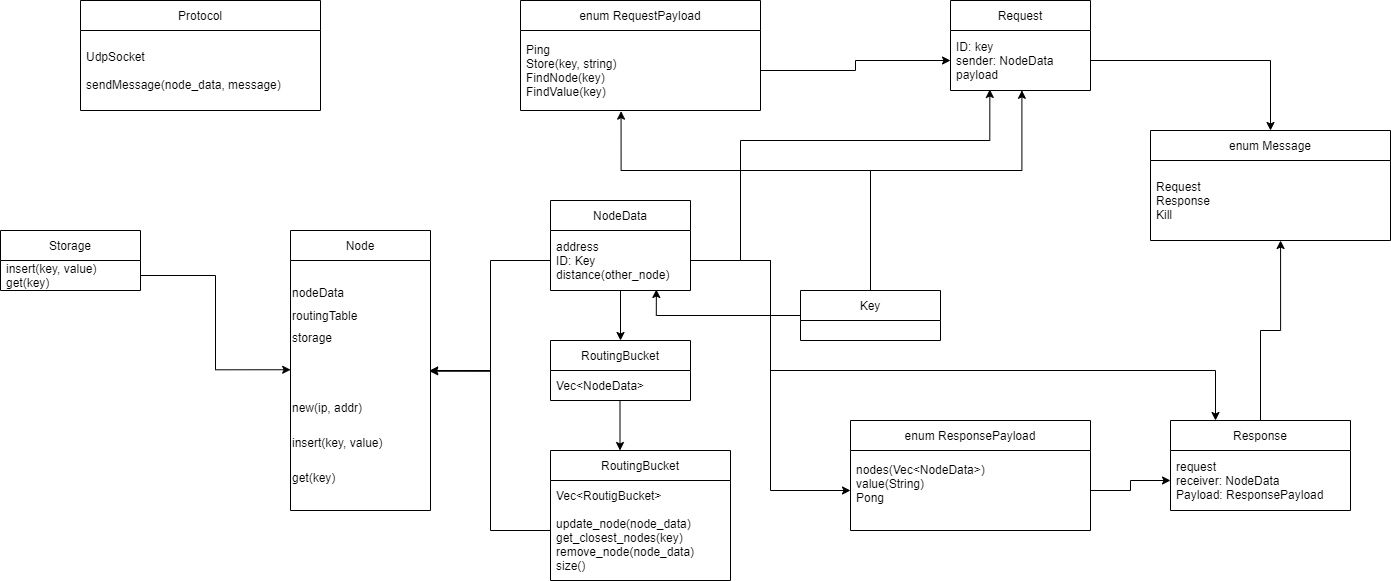 Protocol
UdpSocket
sendMessage(node_data, message)
enum RequestPayload
Ping
Store(key, string)
FindNode(key)
FindValue(key)
Request
ID: key
sender: NodeData
payload
enum Message
Request
Response
Kill
Storage
insert(key, value)
get(key)
Node
nodeData
routingTable
storage
new(ip, addr)
insert(key, value)
get(key)
NodeData
address
ID: Key
distance(other_node)
Key
RoutingBucket
Vec<NodeData>
RoutingBucket
Vec<RoutigBucket>
update_node(node_data)
get_closest_nodes(key)
remove_node(node_data)
size()
enum ResponsePayload
nodes(Vec<NodeData>)
value(String)
Pong
Response
request
receiver: NodeData
Payload: ResponsePayload